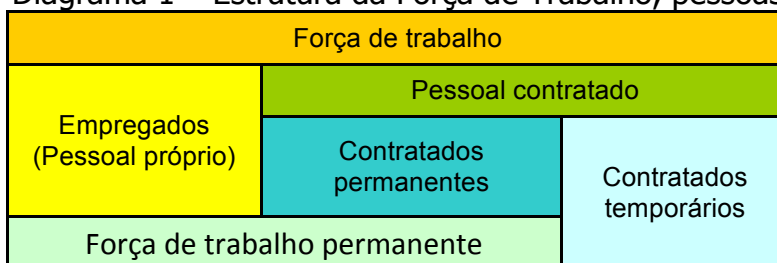 Diagrama 1 – Estrutura da Força de Trabalho, pessoas
Força de trabalho
Pessoal contratado
Empregados
(Pessoal próprio)
Contratados
permanentes
Contratados
temporários
Força de trabalho permanente